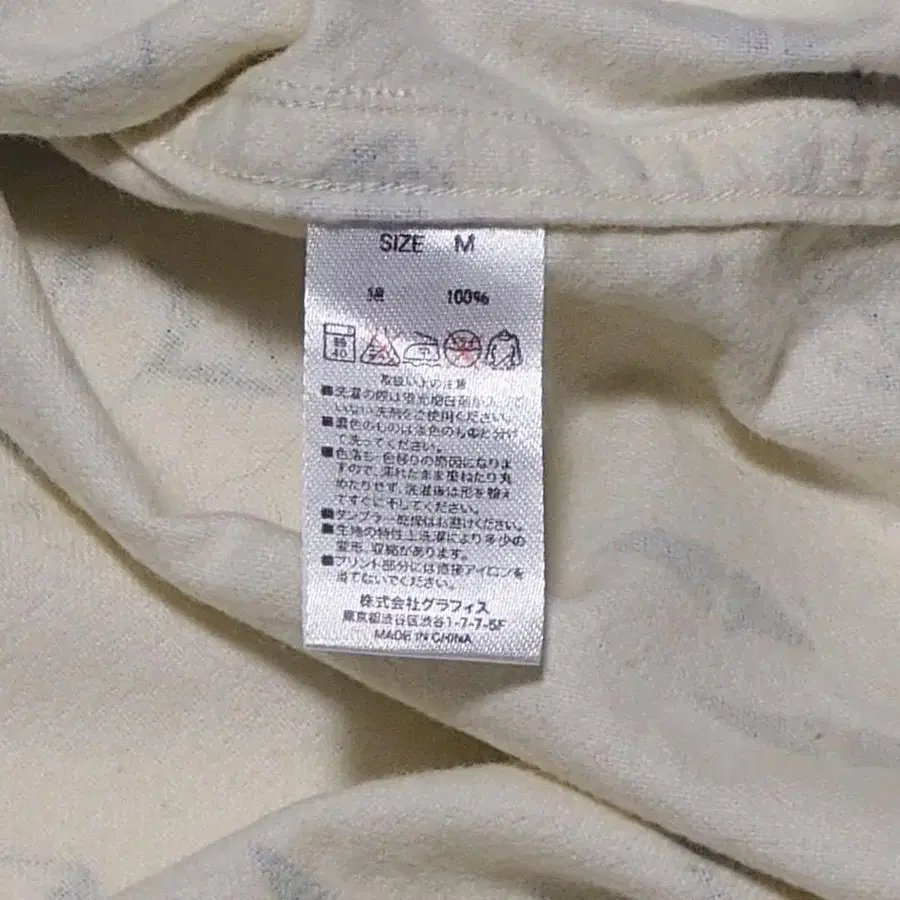 SIZE M
綿 100%
40
ドライ
取扱い上の注意
■洗濯の際は蛍光増白剤が入って
いない洗剤をご使用ください。
■濃色のものは淡色のものと分け
て洗ってください。
■色落ち・色移りの原因になりま
すので、濡れたまま重ねたり丸
めたりせず、洗濯後は形を整え
てすぐに干してください。
■タンブラー乾燥はお避けください。
■生地の特性上洗濯により多少の
変形、収縮があります。
■プリント部分には直接アイロンを
当てないでください。
株式会社グラフィス
東京都渋谷区渋谷1-7-7-5F
MADE IN CHINA